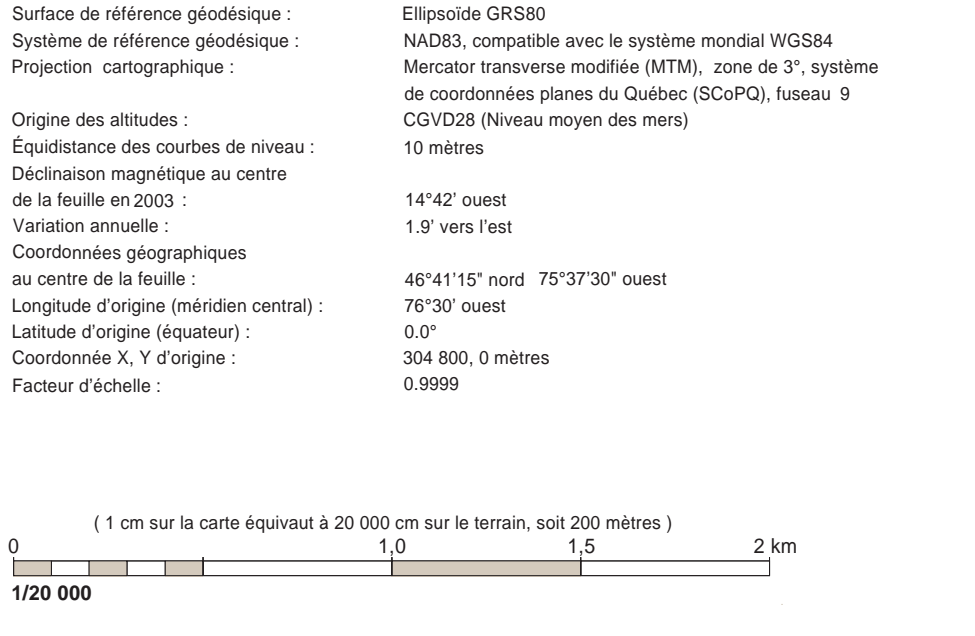 Surface de référence géodésique : Ellipsoïde GRS80
Système de référence géodésique : NAD83, compatible avec le système mondial WGS84
Projection cartographique : Mercator transverse modifiée (MTM), zone de 3°, système
de coordonnées planes du Québec (SCoPQ), fuseau 9
Origine des altitudes : CGVD28 (Niveau moyen des mers)
Équidistance des courbes de niveau : 10 mètres
Déclinaison magnétique au centre
de la feuille en 2003 : 14°42’ ouest
Variation annuelle : 1.9’ vers l’est
Coordonnées géographiques
au centre de la feuille : 46°41’15" nord 75°37’30" ouest
Longitude d’origine (méridien central) : 76°30’ ouest
Latitude d’origine (équateur) : 0.0°
Coordonnée X, Y d’origine : 304 800, 0 mètres
Facteur d’échelle : 0.9999
( 1 cm sur la carte équivaut à 20 000 cm sur le terrain, soit 200 mètres )
0 1,0 1,5 2 km
1/20 000